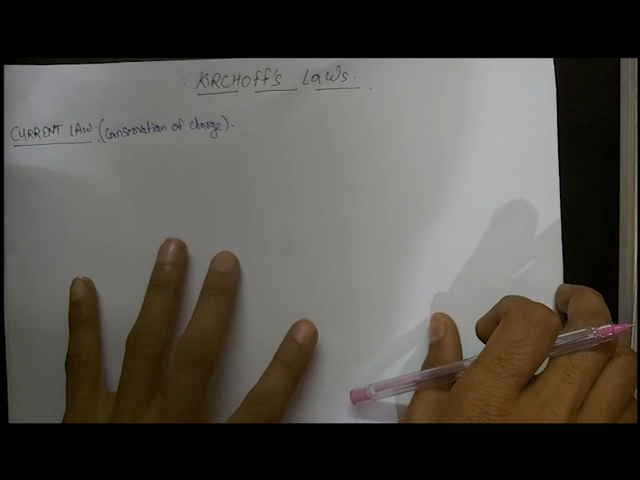 KIRCHOFF'S LAWS.
CURRENT LAW. (Conservation of charge).